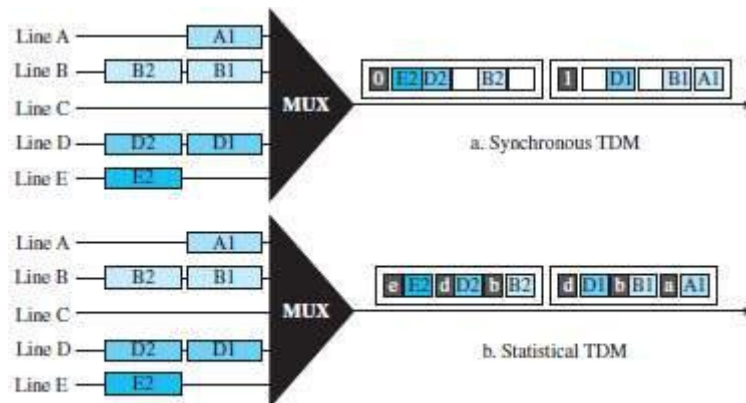 Line A A1
Line B B2 B1
Line C
Line D D2 D1
Line E E2
MUX
0 E2 D2 B2 1 D1 B1 A1
a. Synchronous TDM
Line A A1
Line B B2 B1
Line C
Line D D2 D1
Line E E2
MUX
e E2 d D2 b B2 d D1 b B1 a A1
b. Statistical TDM